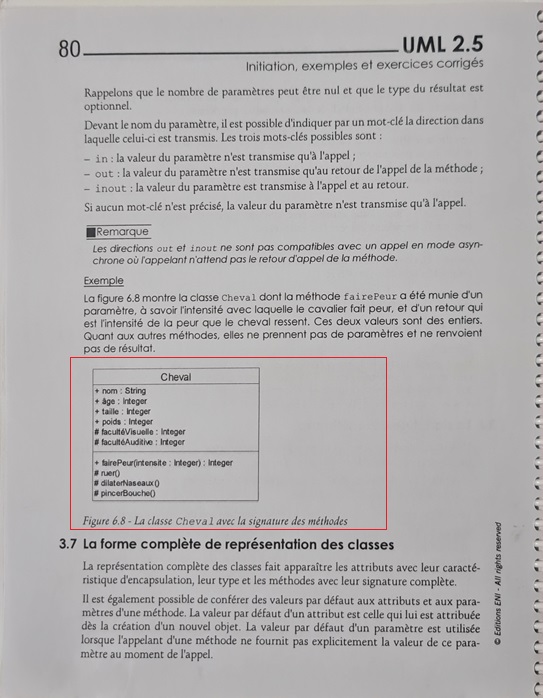 80
UML 2.5
Initiation, exemples et exercices corrigés
Rappelons que le nombre de paramètres peut être nul et que le type du résultat est
optionnel.
Devant le nom du paramètre, il est possible d'indiquer par un mot-clé la direction dans
laquelle celui-ci est transmis. Les trois mots-clés possibles sont :
– in : la valeur du paramètre n'est transmise qu'à l'appel ;
– out : la valeur du paramètre n'est transmise qu'au retour de l'appel de la méthode ;
– inout : la valeur du paramètre est transmise à l'appel et au retour.
Si aucun mot-clé n'est précisé, la valeur du paramètre n'est transmise qu'à l'appel.
Remarque
Les directions out et inout ne sont pas compatibles avec un appel en mode asyn-
chrone où l'appelant n'attend pas le retour d'appel de la méthode.
Exemple
La figure 6.8 montre la classe Cheval dont la méthode fairePeur a été munie d'un
paramètre, à savoir l'intensité avec laquelle le cavalier fait peur, et d'un retour qui
est l'intensité de la peur que le cheval ressent. Ces deux valeurs sont des entiers.
Quant aux autres méthodes, elles ne prennent pas de paramètres et ne renvoient
pas de résultat.
Cheval
+ nom : String
+ âge : Integer
+ taille : Integer
+ poids : Integer
# facultéVisuelle : Integer
# facultéAuditive : Integer
+ fairePeur(intensite : Integer) : Integer
# ruer()
# dilaterNaseaux()
# pincerBouche()
Figure 6.8 - La classe Cheval avec la signature des méthodes
3.7 La forme complète de représentation des classes
La représentation complète des classes fait apparaître les attributs avec leur caracté-
ristique d'encapsulation, leur type et les méthodes avec leur signature complète.
Il est également possible de conférer des valeurs par défaut aux attributs et aux para-
mètres d'une méthode. La valeur par défaut d'un attribut est celle qui lui est attribuée
dès la création d'un nouvel objet. La valeur par défaut d'un paramètre est utilisée
lorsque l'appelant d'une méthode ne fournit pas explicitement la valeur de ce para-
mètre au moment de l'appel.
© Editions ENI - All rights reserved